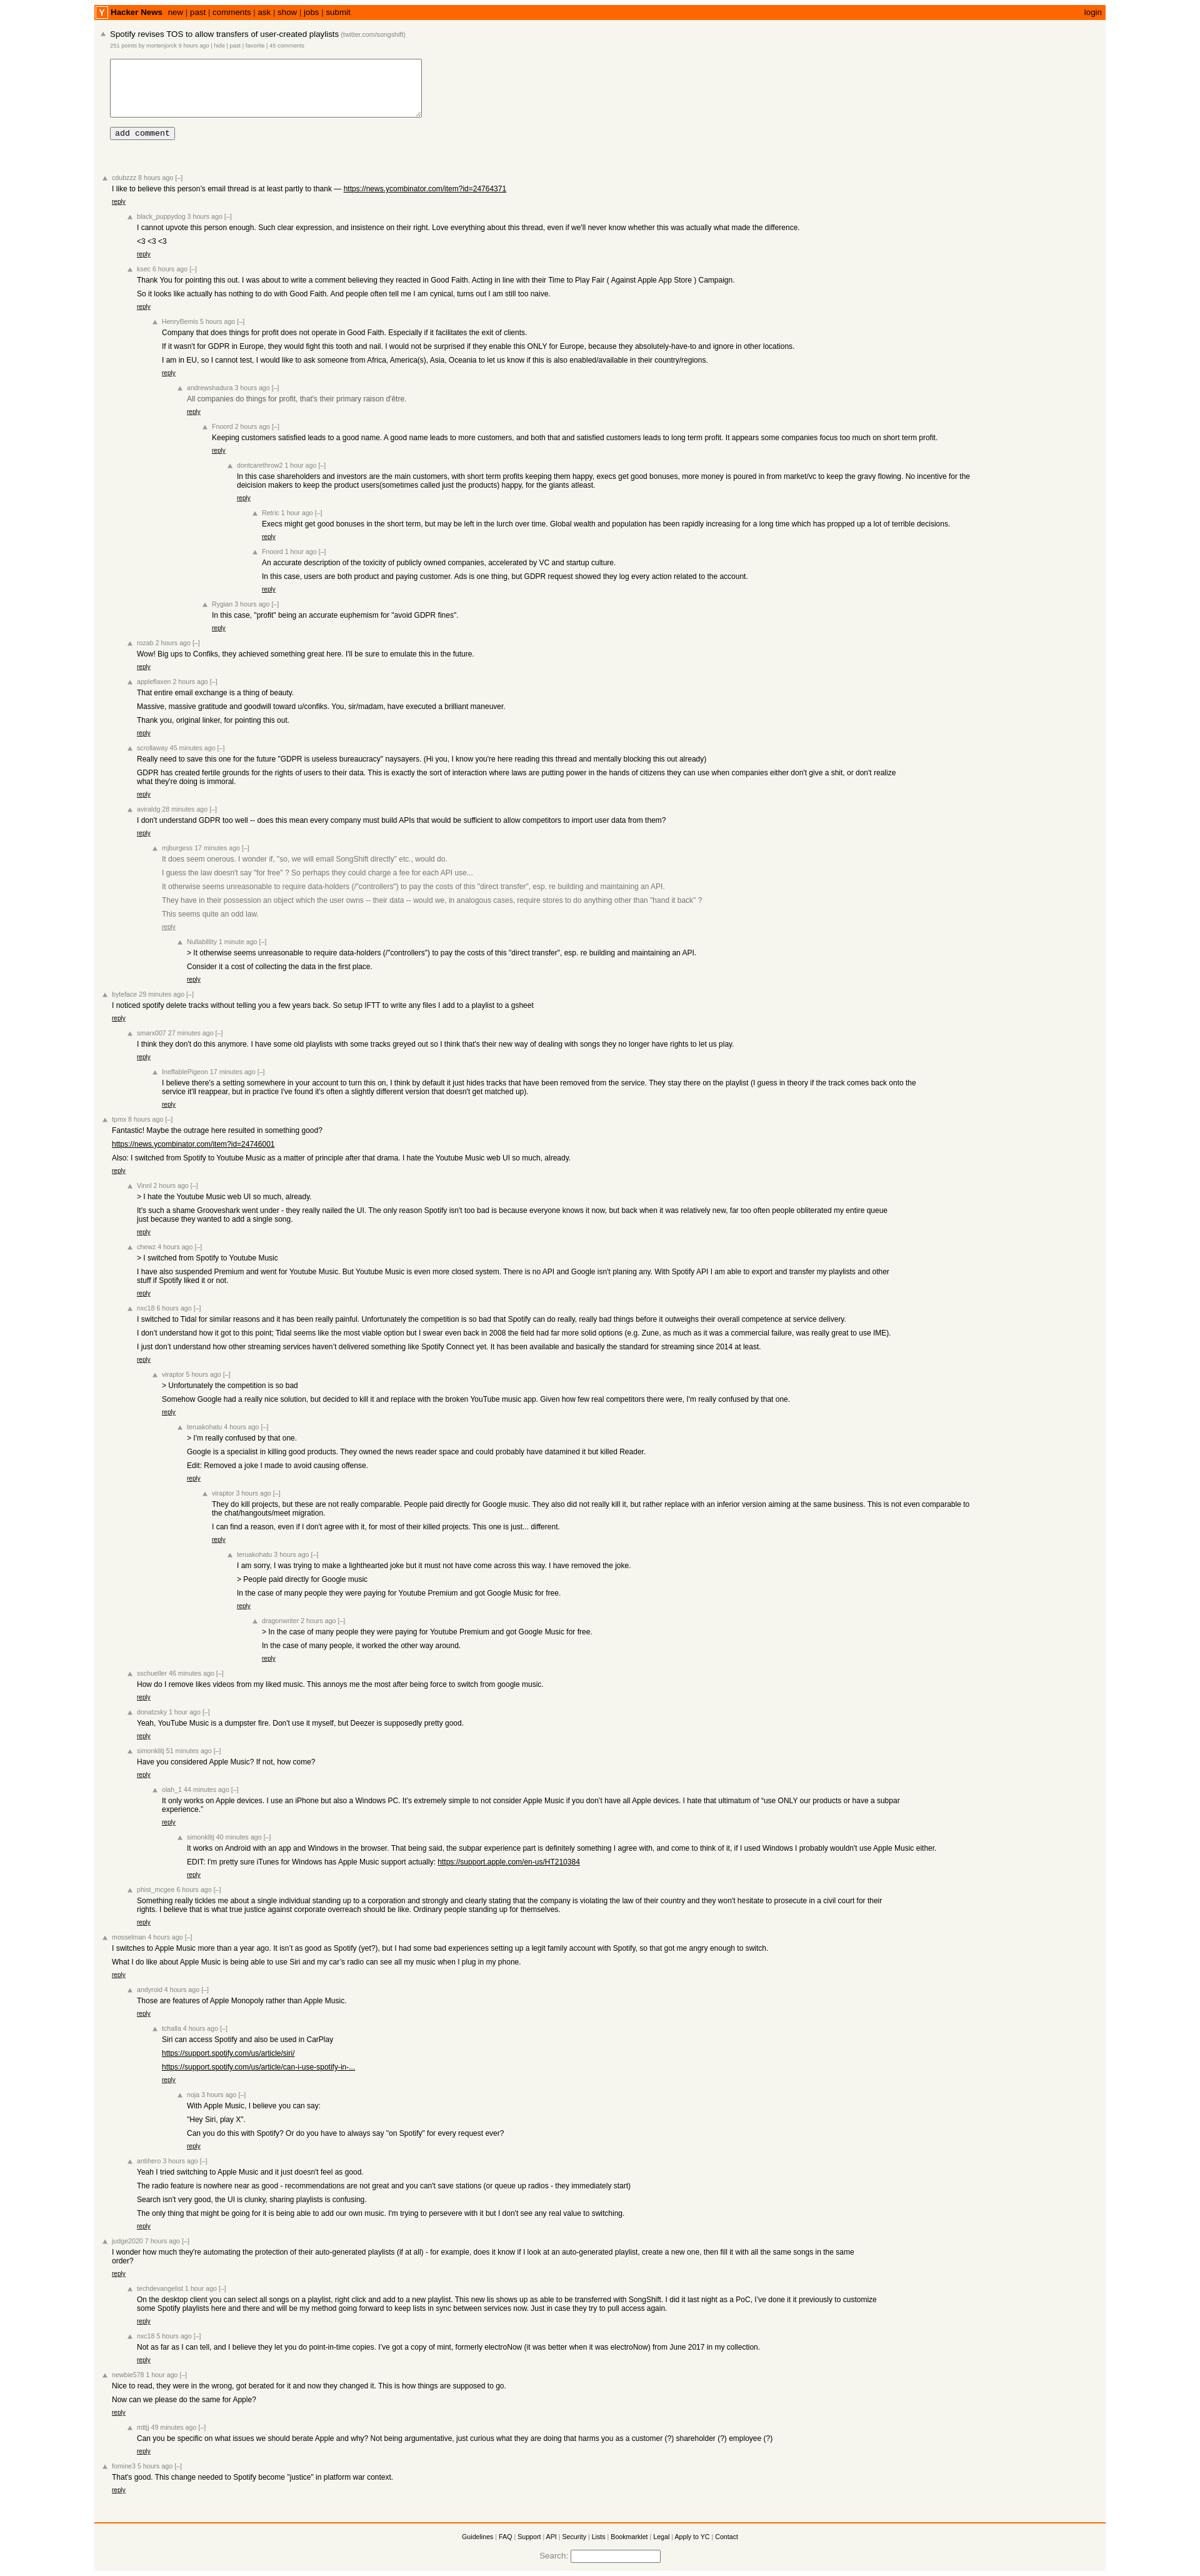 Y Hacker News new | past | comments | ask | show | jobs | submit login
Spotify revises TOS to allow transfers of user-created playlists (twitter.com/songshift)
251 points by mortenjorck 9 hours ago | hide | past | favorite | 45 comments
add comment
cdubzzz 8 hours ago [–]
I like to believe this person's email thread is at least partly to thank — https://news.ycombinator.com/item?id=24764371
reply
black_puppydog 3 hours ago [–]
I cannot upvote this person enough. Such clear expression, and insistence on their right. Love everything about this thread, even if we'll never know whether this was actually what made the difference.
<3 <3 <3
reply
ksec 6 hours ago [–]
Thank You for pointing this out. I was about to write a comment believing they reacted in Good Faith. Acting in line with their Time to Play Fair ( Against Apple App Store ) Campaign.
So it looks like actually has nothing to do with Good Faith. And people often tell me I am cynical, turns out I am still too naive.
reply
HenryBemis 5 hours ago [–]
Company that does things for profit does not operate in Good Faith. Especially if it facilitates the exit of clients.
If it wasn't for GDPR in Europe, they would fight this tooth and nail. I would not be surprised if they enable this ONLY for Europe, because they absolutely-have-to and ignore in other locations.
I am in EU, so I cannot test, I would like to ask someone from Africa, America(s), Asia, Oceania to let us know if this is also enabled/available in their country/regions.
reply
andrewshadura 3 hours ago [–]
All companies do things for profit, that's their primary raison d'être.
reply
Fnoord 2 hours ago [–]
Keeping customers satisfied leads to a good name. A good name leads to more customers, and both that and satisfied customers leads to long term profit. It appears some companies focus too much on short term profit.
reply
dontcarethrow2 1 hour ago [–]
In this case shareholders and investors are the main customers, with short term profits keeping them happy, execs get good bonuses, more money is poured in from market/vc to keep the gravy flowing. No incentive for the
deicision makers to keep the product users(sometimes called just the products) happy, for the giants atleast.
reply
Retric 1 hour ago [–]
Execs might get good bonuses in the short term, but may be left in the lurch over time. Global wealth and population has been rapidly increasing for a long time which has propped up a lot of terrible decisions.
reply
Fnoord 1 hour ago [–]
An accurate description of the toxicity of publicly owned companies, accelerated by VC and startup culture.
In this case, users are both product and paying customer. Ads is one thing, but GDPR request showed they log every action related to the account.
reply
Rygian 3 hours ago [–]
In this case, "profit" being an accurate euphemism for "avoid GDPR fines".
reply
rozab 2 hours ago [–]
Wow! Big ups to Confiks, they achieved something great here. I'll be sure to emulate this in the future.
reply
appleflaxen 2 hours ago [–]
That entire email exchange is a thing of beauty.
Massive, massive gratitude and goodwill toward u/confiks. You, sir/madam, have executed a brilliant maneuver.
Thank you, original linker, for pointing this out.
reply
scrollaway 45 minutes ago [–]
Really need to save this one for the future "GDPR is useless bureaucracy" naysayers. (Hi you, I know you're here reading this thread and mentally blocking this out already)
GDPR has created fertile grounds for the rights of users to their data. This is exactly the sort of interaction where laws are putting power in the hands of citizens they can use when companies either don't give a shit, or don't realize
what they're doing is immoral.
reply
aviraldg 28 minutes ago [–]
I don't understand GDPR too well -- does this mean every company must build APIs that would be sufficient to allow competitors to import user data from them?
reply
mjburgess 17 minutes ago [–]
It does seem onerous. I wonder if, "so, we will email SongShift directly" etc., would do.
I guess the law doesn't say "for free" ? So perhaps they could charge a fee for each API use...
It otherwise seems unreasonable to require data-holders (/"controllers") to pay the costs of this "direct transfer", esp. re building and maintaining an API.
They have in their possession an object which the user owns -- their data -- would we, in analogous cases, require stores to do anything other than "hand it back" ?
This seems quite an odd law.
reply
Nullabillity 1 minute ago [–]
> It otherwise seems unreasonable to require data-holders (/"controllers") to pay the costs of this "direct transfer", esp. re building and maintaining an API.
Consider it a cost of collecting the data in the first place.
reply
byteface 29 minutes ago [–]
I noticed spotify delete tracks without telling you a few years back. So setup IFTT to write any files I add to a playlist to a gsheet
reply
smarx007 27 minutes ago [–]
I think they don't do this anymore. I have some old playlists with some tracks greyed out so I think that's their new way of dealing with songs they no longer have rights to let us play.
reply
IneffablePigeon 17 minutes ago [–]
I believe there's a setting somewhere in your account to turn this on, I think by default it just hides tracks that have been removed from the service. They stay there on the playlist (I guess in theory if the track comes back onto the
service it'll reappear, but in practice I've found it's often a slightly different version that doesn't get matched up).
reply
tpmx 8 hours ago [–]
Fantastic! Maybe the outrage here resulted in something good?
https://news.ycombinator.com/item?id=24746001
Also: I switched from Spotify to Youtube Music as a matter of principle after that drama. I hate the Youtube Music web UI so much, already.
reply
Vinnl 2 hours ago [–]
> I hate the Youtube Music web UI so much, already.
It's such a shame Grooveshark went under - they really nailed the UI. The only reason Spotify isn't too bad is because everyone knows it now, but back when it was relatively new, far too often people obliterated my entire queue
just because they wanted to add a single song.
reply
chewz 4 hours ago [–]
> I switched from Spotify to Youtube Music
I have also suspended Premium and went for Youtube Music. But Youtube Music is even more closed system. There is no API and Google isn't planing any. With Spotify API I am able to export and transfer my playlists and other
stuff if Spotify liked it or not.
reply
nxc18 6 hours ago [–]
I switched to Tidal for similar reasons and it has been really painful. Unfortunately the competition is so bad that Spotify can do really, really bad things before it outweighs their overall competence at service delivery.
I don't understand how it got to this point; Tidal seems like the most viable option but I swear even back in 2008 the field had far more solid options (e.g. Zune, as much as it was a commercial failure, was really great to use IME).
I just don't understand how other streaming services haven't delivered something like Spotify Connect yet. It has been available and basically the standard for streaming since 2014 at least.
reply
viraptor 5 hours ago [–]
> Unfortunately the competition is so bad
Somehow Google had a really nice solution, but decided to kill it and replace with the broken YouTube music app. Given how few real competitors there were, I'm really confused by that one.
reply
teruakohatu 4 hours ago [–]
> I'm really confused by that one.
Google is a specialist in killing good products. They owned the news reader space and could probably have datamined it but killed Reader.
Edit: Removed a joke I made to avoid causing offense.
reply
viraptor 3 hours ago [–]
They do kill projects, but these are not really comparable. People paid directly for Google music. They also did not really kill it, but rather replace with an inferior version aiming at the same business. This is not even comparable to
the chat/hangouts/meet migration.
I can find a reason, even if I don't agree with it, for most of their killed projects. This one is just... different.
reply
teruakohatu 3 hours ago [–]
I am sorry, I was trying to make a lighthearted joke but it must not have come across this way. I have removed the joke.
> People paid directly for Google music
In the case of many people they were paying for Youtube Premium and got Google Music for free.
reply
dragonwriter 2 hours ago [–]
> In the case of many people they were paying for Youtube Premium and got Google Music for free.
In the case of many people, it worked the other way around.
reply
sschueller 46 minutes ago [–]
How do I remove likes videos from my liked music. This annoys me the most after being force to switch from google music.
reply
donatzsky 1 hour ago [–]
Yeah, YouTube Music is a dumpster fire. Don't use it myself, but Deezer is supposedly pretty good.
reply
simonklitj 51 minutes ago [–]
Have you considered Apple Music? If not, how come?
reply
olah_1 44 minutes ago [–]
It only works on Apple devices. I use an iPhone but also a Windows PC. It's extremely simple to not consider Apple Music if you don't have all Apple devices. I hate that ultimatum of “use ONLY our products or have a subpar
experience.”
reply
simonklitj 40 minutes ago [–]
It works on Android with an app and Windows in the browser. That being said, the subpar experience part is definitely something I agree with, and come to think of it, if I used Windows I probably wouldn't use Apple Music either.
EDIT: I'm pretty sure iTunes for Windows has Apple Music support actually: https://support.apple.com/en-us/HT210384
reply
phist_mcgee 6 hours ago [–]
Something really tickles me about a single individual standing up to a corporation and strongly and clearly stating that the company is violating the law of their country and they won't hesitate to prosecute in a civil court for their
rights. I believe that is what true justice against corporate overreach should be like. Ordinary people standing up for themselves.
reply
mosselman 4 hours ago [–]
I switches to Apple Music more than a year ago. It isn't as good as Spotify (yet?), but I had some bad experiences setting up a legit family account with Spotify, so that got me angry enough to switch.
What I do like about Apple Music is being able to use Siri and my car's radio can see all my music when I plug in my phone.
reply
andyroid 4 hours ago [–]
Those are features of Apple Monopoly rather than Apple Music.
reply
tchalla 4 hours ago [–]
Siri can access Spotify and also be used in CarPlay
https://support.spotify.com/us/article/siri/
https://support.spotify.com/us/article/can-i-use-spotify-in-...
reply
noja 3 hours ago [–]
With Apple Music, I believe you can say:
"Hey Siri, play X".
Can you do this with Spotify? Or do you have to always say "on Spotify" for every request ever?
reply
antihero 3 hours ago [–]
Yeah I tried switching to Apple Music and it just doesn't feel as good.
The radio feature is nowhere near as good - recommendations are not great and you can't save stations (or queue up radios - they immediately start)
Search isn't very good, the UI is clunky, sharing playlists is confusing.
The only thing that might be going for it is being able to add our own music. I'm trying to persevere with it but I don't see any real value to switching.
reply
judge2020 7 hours ago [–]
I wonder how much they're automating the protection of their auto-generated playlists (if at all) - for example, does it know if I look at an auto-generated playlist, create a new one, then fill it with all the same songs in the same
order?
reply
techdevangelist 1 hour ago [–]
On the desktop client you can select all songs on a playlist, right click and add to a new playlist. This new lis shows up as able to be transferred with SongShift. I did it last night as a PoC, I've done it it previously to customize
some Spotify playlists here and there and will be my method going forward to keep lists in sync between services now. Just in case they try to pull access again.
reply
nxc18 5 hours ago [–]
Not as far as I can tell, and I believe they let you do point-in-time copies. I've got a copy of mint, formerly electroNow (it was better when it was electroNow) from June 2017 in my collection.
reply
newbie578 1 hour ago [–]
Nice to read, they were in the wrong, got berated for it and now they changed it. This is how things are supposed to go.
Now can we please do the same for Apple?
reply
mttjj 49 minutes ago [–]
Can you be specific on what issues we should berate Apple and why? Not being argumentative, just curious what they are doing that harms you as a customer (?) shareholder (?) employee (?)
reply
fomine3 5 hours ago [–]
That's good. This change needed to Spotify become "justice" in platform war context.
reply
Guidelines | FAQ | Support | API | Security | Lists | Bookmarklet | Legal | Apply to YC | Contact
Search: